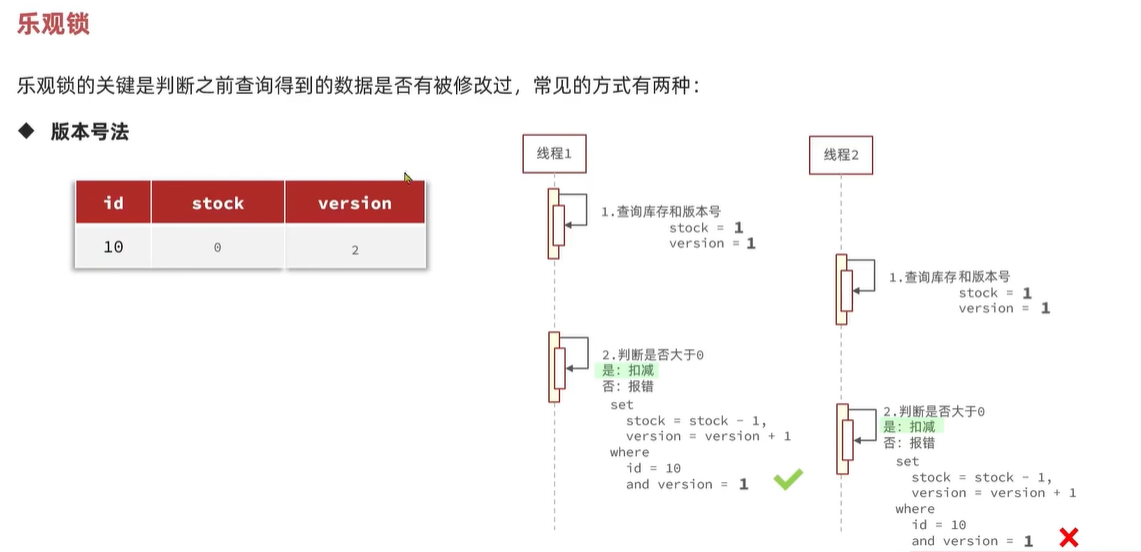 乐观锁
乐观锁的关键是判断之前查询得到的数据是否有被修改过，常见的方式有两种：
◆ 版本号法
id stock version
10 0 2
线程1
1.查询库存和版本号
stock = 1
version = 1
2.判断是否大于0
是：扣减
否：报错
set
stock = stock - 1,
version = version + 1
where
id = 10
and version = 1
线程2
1.查询库存和版本号
stock = 1
version = 1
2.判断是否大于0
是：扣减
否：报错
set
stock = stock - 1,
version = version + 1
where
id = 10
and version = 1